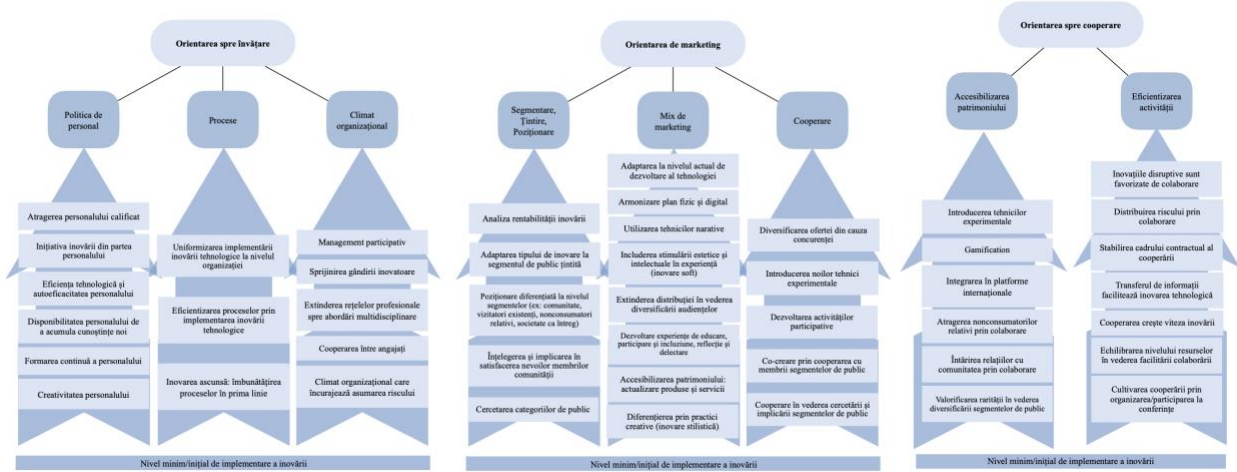 Orientarea spre învățare
Politica de
personal
Procese
Climat
organizațional
Atragerea personalului calificat
Inițiativa inovării din partea
personalului
Eficiența tehnologică și
autoeficacitatea personalului
Disponibilitatea personalului de
a acumula cunoștințe noi
Formarea continuă a personalului
Creativitatea personalului
Uniformizarea implementării
inovării tehnologice la nivelul
organizației
Eficientizarea proceselor prin
implementarea inovării
tehnologice
Inovarea ascunsă: îmbunătățirea
proceselor în prima linie
Management participativ
Sprijinirea gândirii inovatoare
Extinderea rețelelor profesionale
spre abordări multidisciplinare
Cooperarea între angajați
Climat organizațional care
încurajează asumarea riscului
Nivel minim/inițial de implementare a inovării
Orientarea de marketing
Segmentare,
Țintire,
Poziționare
Mix de
marketing
Cooperare
Analiza rentabilității inovării
Adaptarea tipului de inovare la
segmentul de public țintită
Poziționare diferențiată la nivelul
segmentelor (ex: comunitate,
vizitatori existenți, nonconsumatori
relativi, societate ca întreg)
Înțelegerea și implicarea în
satisfacerea nevoilor membrilor
comunității
Cercetarea categoriilor de public
Adaptarea la nivelul actual de
dezvoltare al tehnologiei
Armonizare plan fizic și digital
Utilizarea tehnicilor narative
Includerea stimulării estetice și
intelectuale în experiență
(inovare soft)
Extinderea distribuției în vederea
diversificării audiențelor
Dezvoltare experiențe de educare,
participare și incluziune, reflecție și
delectare
Accesibilizarea patrimoniului:
actualizare produse și servicii
Diferențierea prin practici
creative (inovare stilistică)
Diversificarea ofertei din cauza
concurenței
Introducerea noilor tehnici
experimentale
Dezvoltarea activităților
participative
Co-creare prin cooperarea cu
membrii segmentelor de public
Cooperare în vederea cercetării și
implicării segmentelor de public
Nivel minim/inițial de implementare a inovării
Orientarea spre cooperare
Accesibilizarea
patrimoniului
Eficientizarea
activității
Introducerea tehnicilor
experimentale
Gamification
Integrarea în platforme
internaționale
Atragerea nonconsumatorilor
relativi prin colaborare
Întărirea relațiilor cu
comunitatea prin colaborare
Valorificarea rarității în vederea
diversificării segmentelor de public
Inovațiile disruptive sunt
favorizate de colaborare
Distribuirea riscului prin
colaborare
Stabilirea cadrului contractual al
cooperării
Transferul de informații
facilitează inovarea tehnologică
Cooperarea crește viteza inovării
Echilibrarea nivelului resurselor
în vederea facilitării colaborării
Cultivarea cooperării prin
organizarea/participarea la
conferințe
Nivel minim/inițial de implementare a inovării